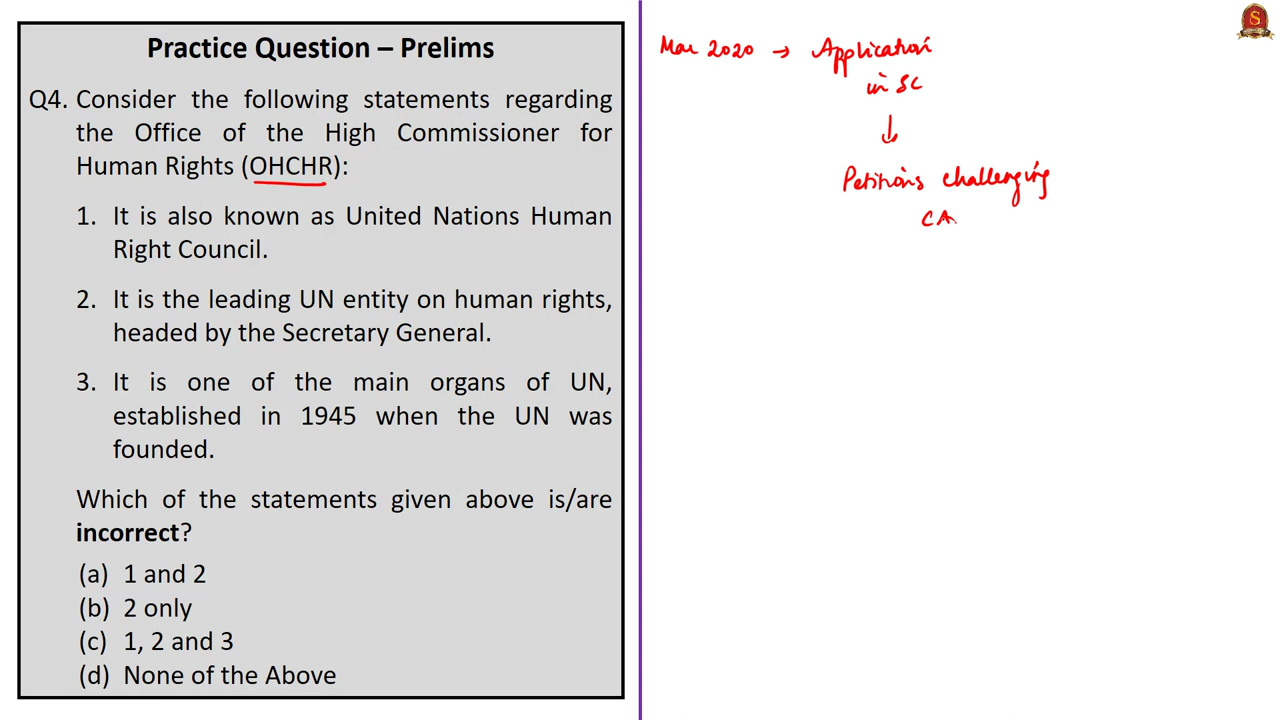 Practice Question – Prelims
Q4. Consider the following statements regarding
the Office of the High Commissioner for
Human Rights (OHCHR):
1. It is also known as United Nations Human
Right Council.
2. It is the leading UN entity on human rights,
headed by the Secretary General.
3. It is one of the main organs of UN,
established in 1945 when the UN was
founded.
Which of the statements given above is/are
incorrect?
(a) 1 and 2
(b) 2 only
(c) 1, 2 and 3
(d) None of the Above
Mar 2020 → Application
in SC
↓
Petitions challenging
CA
S